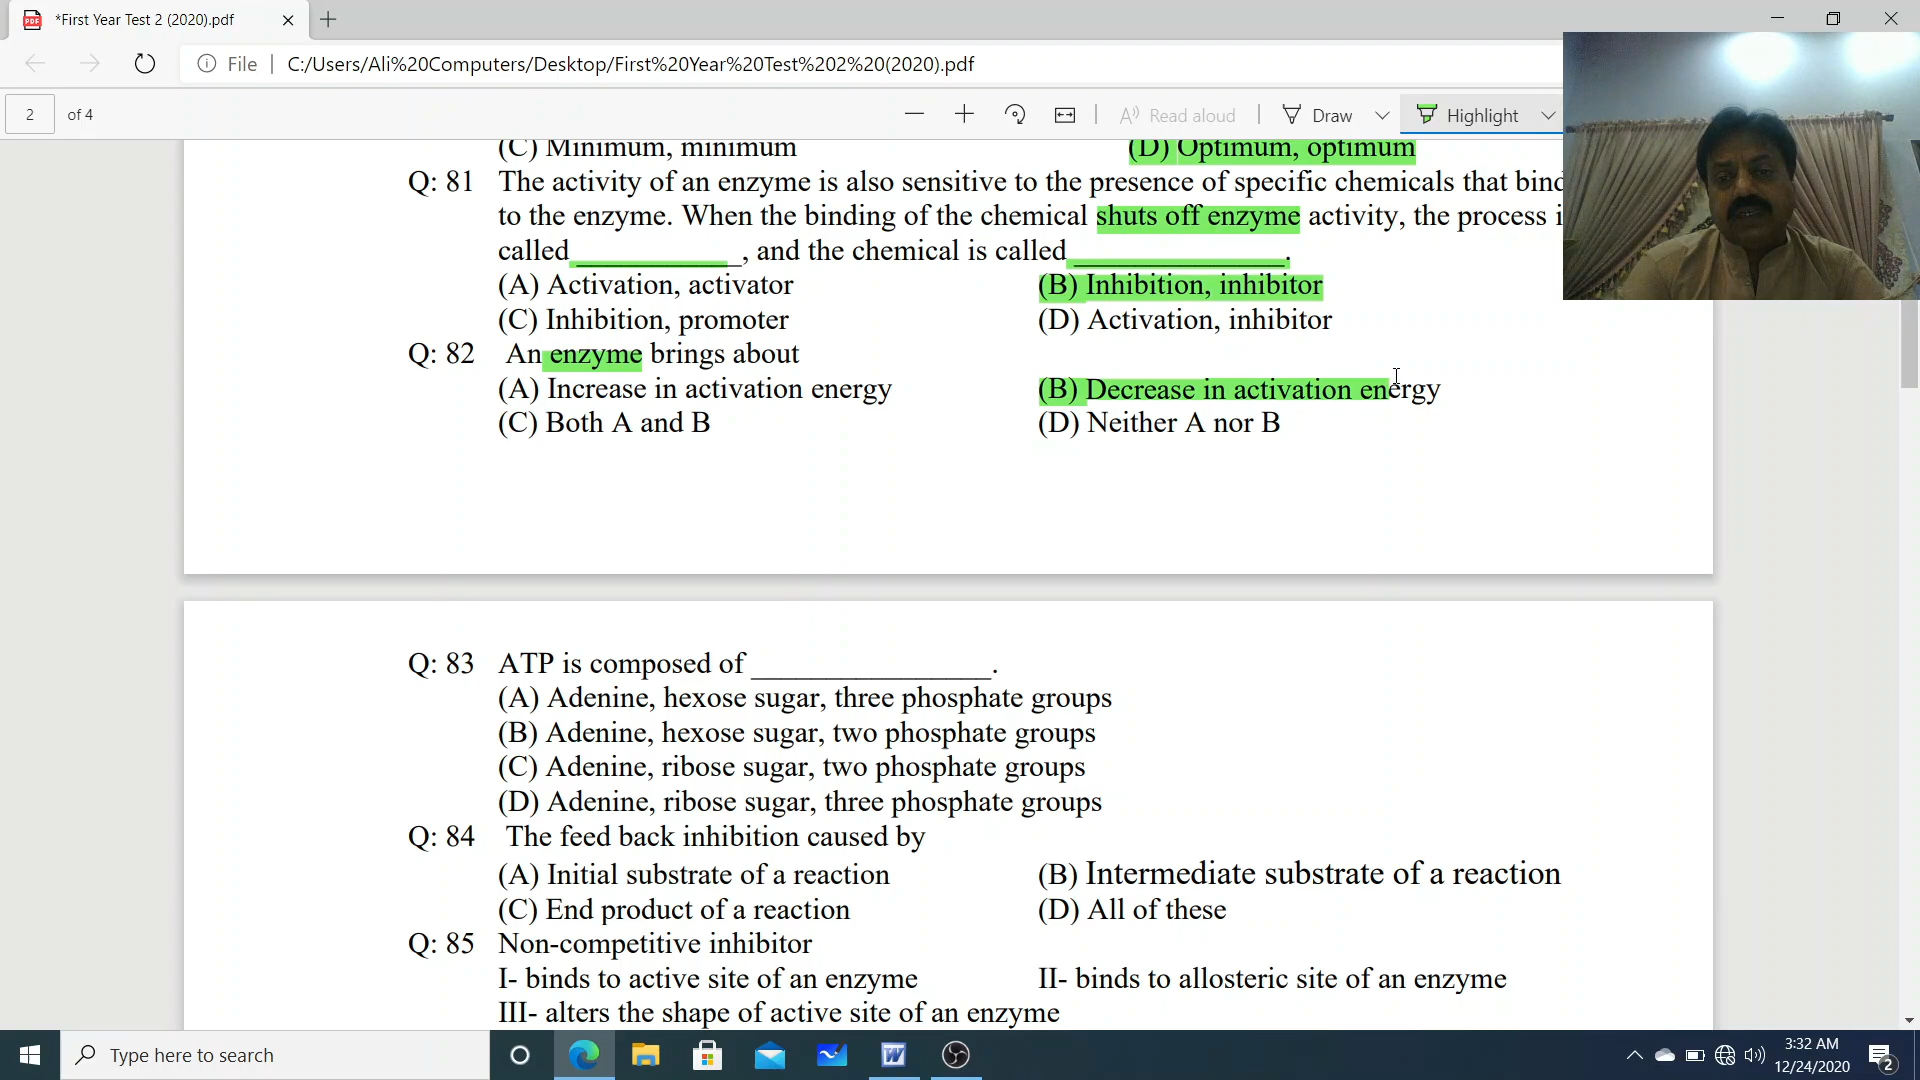 *First Year Test 2 (2020).pdf
File | C:/Users/Ali%20Computers/Desktop/First%20Year%20Test%202%20(2020).pdf
2 of 4 Read aloud Draw Highlight
(C) Minimum, minimum (D) Optimum, optimum
Q: 81 The activity of an enzyme is also sensitive to the presence of specific chemicals that bind
to the enzyme. When the binding of the chemical shuts off enzyme activity, the process i
called___________, and the chemical is called______________.
(A) Activation, activator (B) Inhibition, inhibitor
(C) Inhibition, promoter (D) Activation, inhibitor
Q: 82 An enzyme brings about
(A) Increase in activation energy (B) Decrease in activation energy
(C) Both A and B (D) Neither A nor B
Q: 83 ATP is composed of ________________.
(A) Adenine, hexose sugar, three phosphate groups
(B) Adenine, hexose sugar, two phosphate groups
(C) Adenine, ribose sugar, two phosphate groups
(D) Adenine, ribose sugar, three phosphate groups
Q: 84 The feed back inhibition caused by
(A) Initial substrate of a reaction (B) Intermediate substrate of a reaction
(C) End product of a reaction (D) All of these
Q: 85 Non-competitive inhibitor
I- binds to active site of an enzyme II- binds to allosteric site of an enzyme
III- alters the shape of active site of an enzyme
Type here to search
3:32 AM
12/24/2020
2